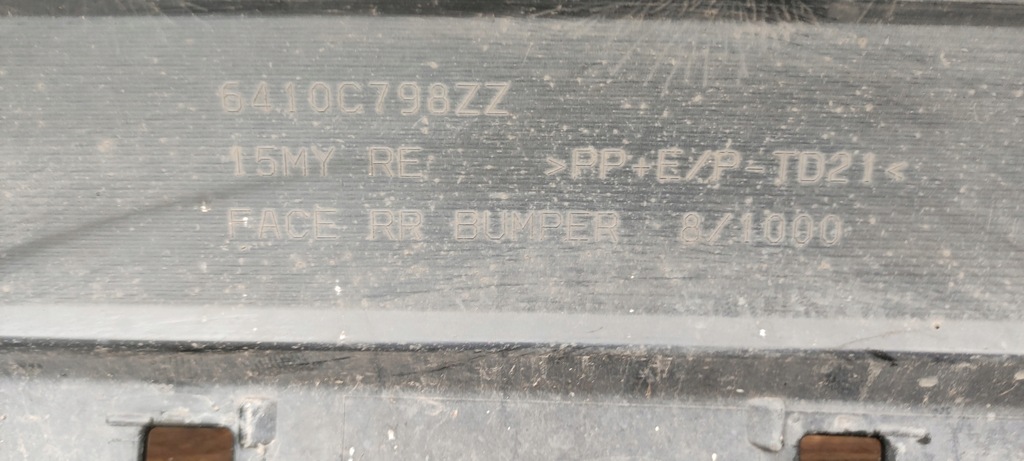 6410C798ZZ
15MY RE >PP+E/P-TD21<
FACE RR BUMPER 8/1000